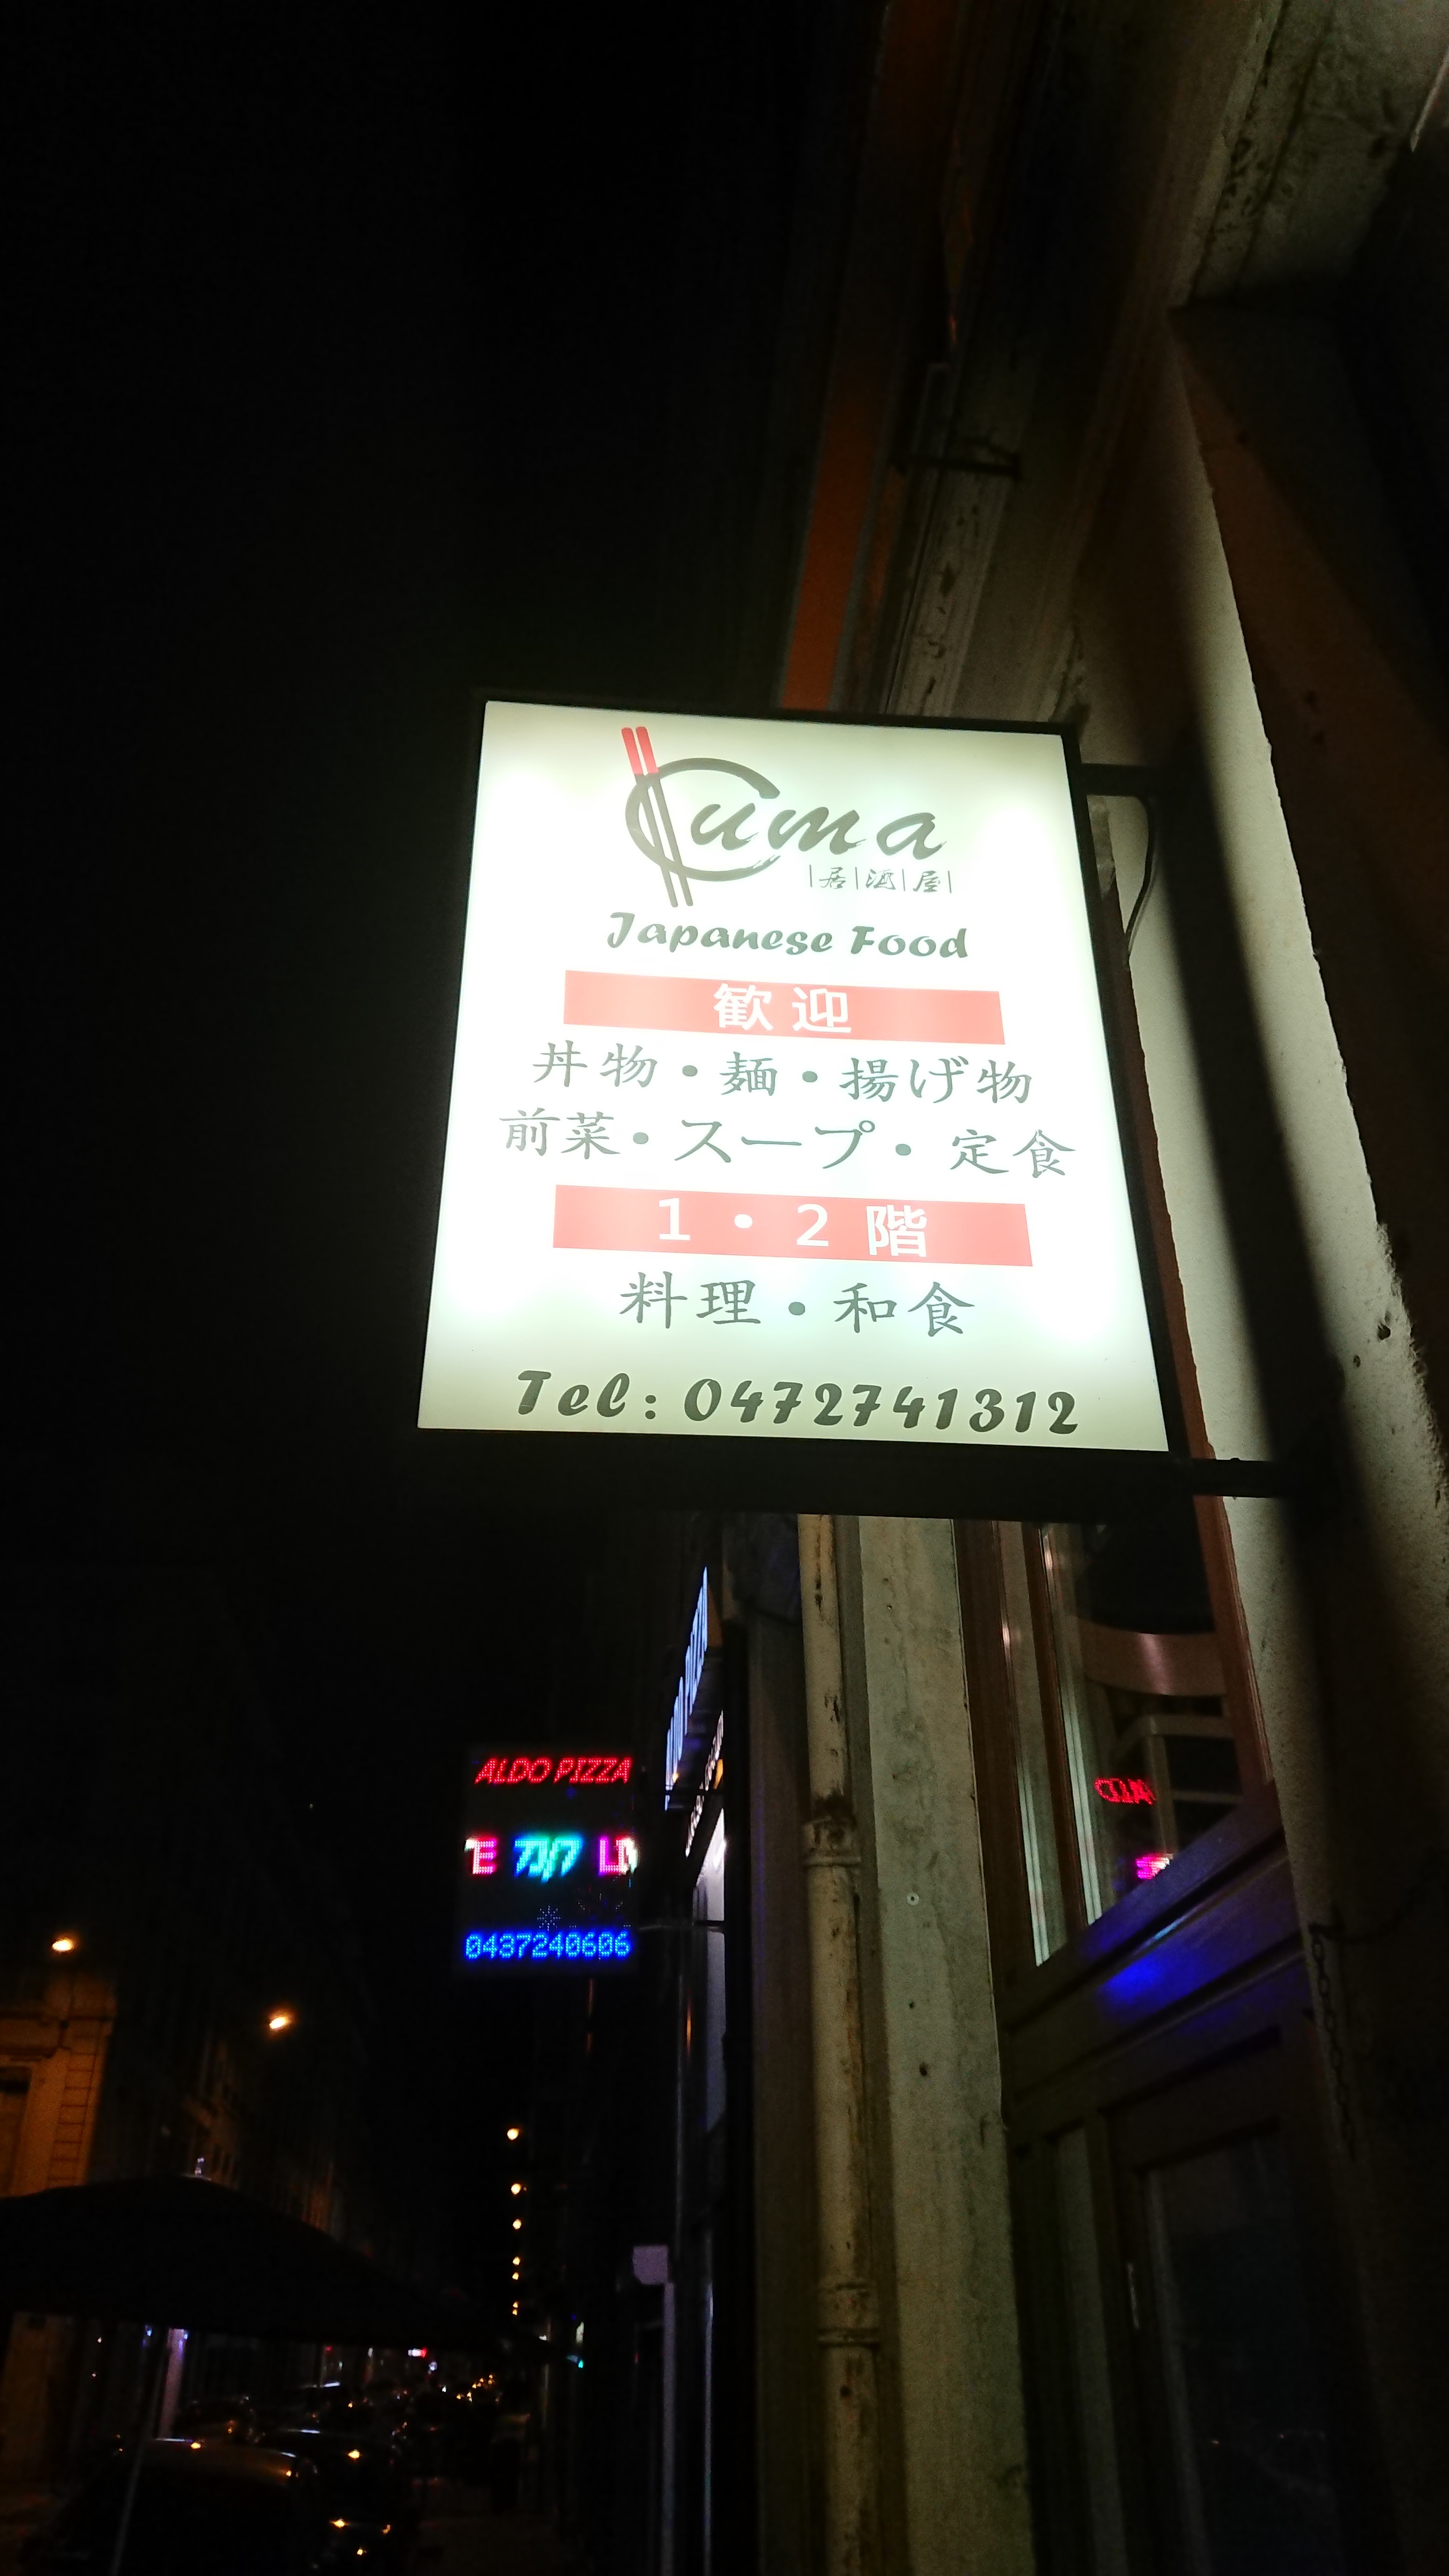 Cuma
居酒屋
Japanese Food
歓迎
丼物・麺・揚げ物
前菜・スープ・定食
1・2階
料理・和食
Tel: 0472741312
ALDO PIZZA
7J/7
0437240606